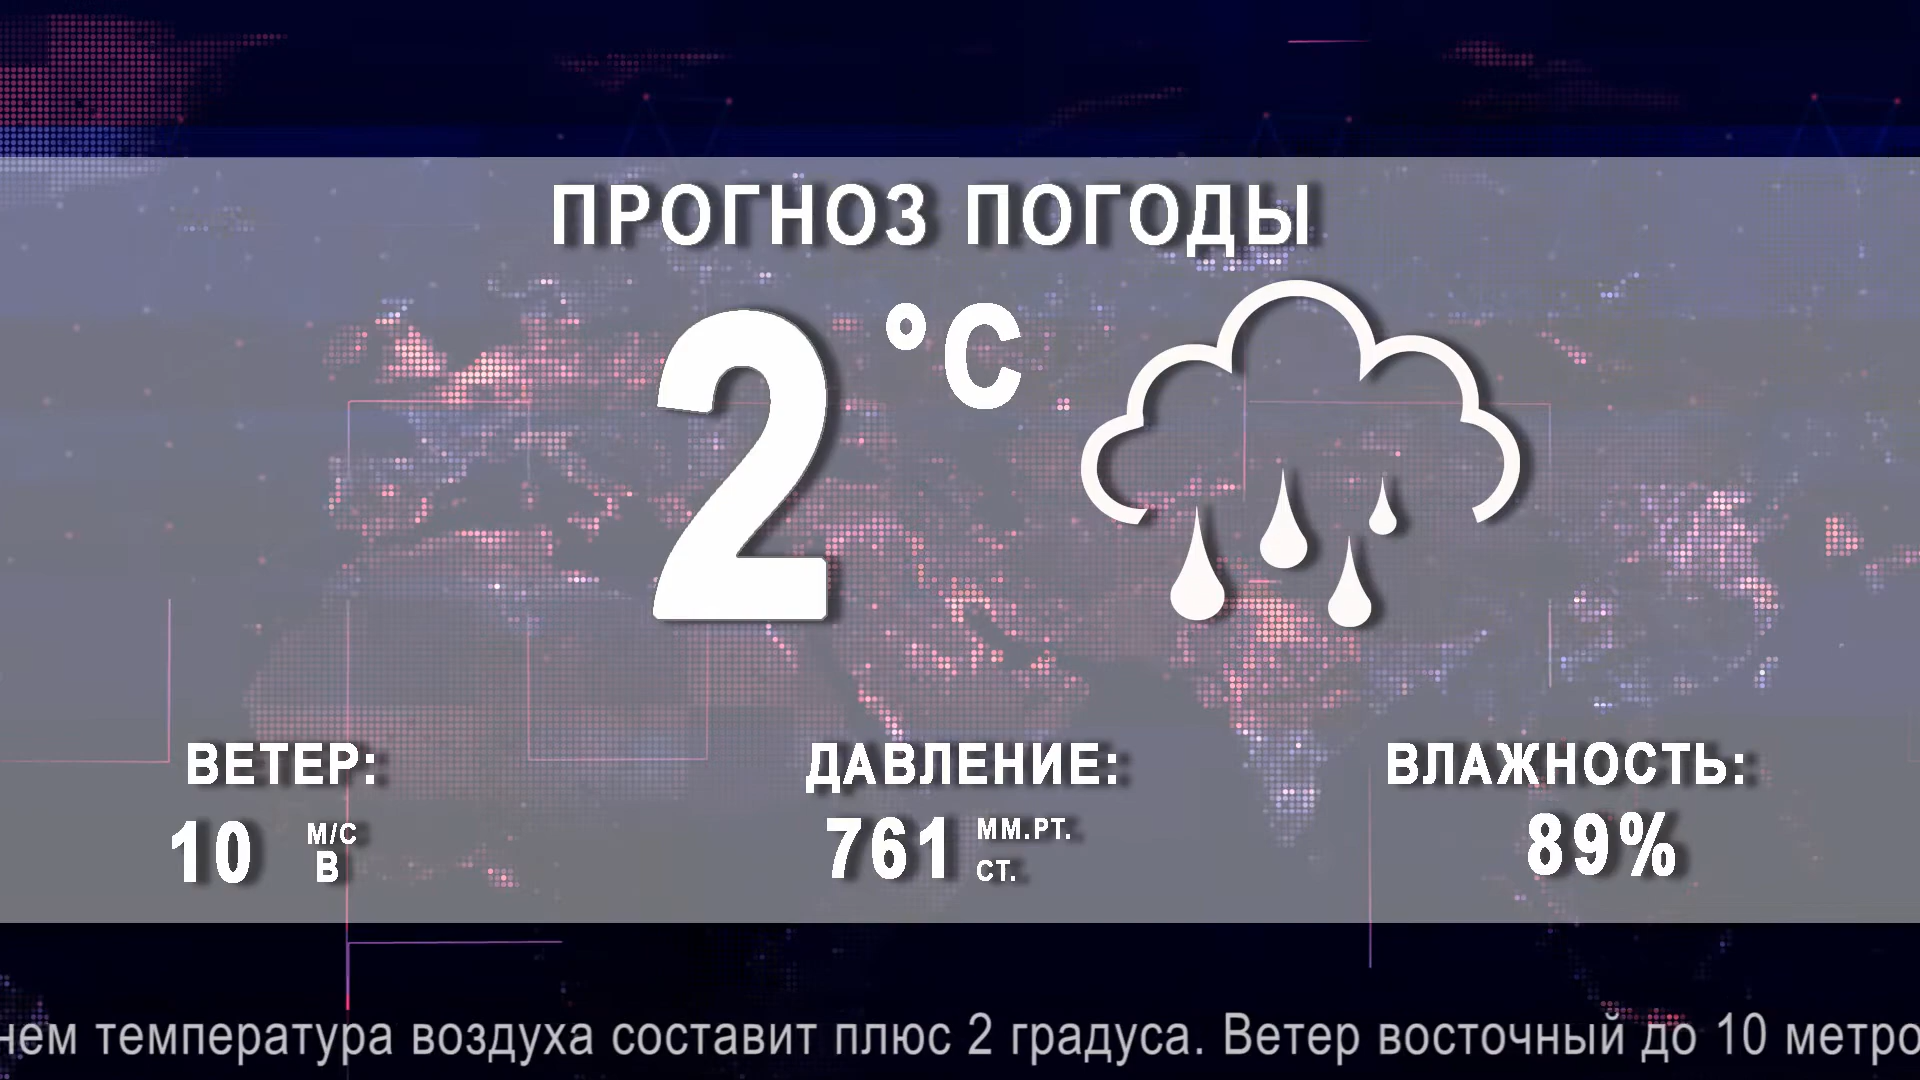 ПРОГНОЗ ПОГОДЫ
2 °C
ВЕТЕР:
10 М/С
В
ДАВЛЕНИЕ:
761 ММ.РТ.
СТ.
ВЛАЖНОСТЬ:
89%
нем температура воздуха составит плюс 2 градуса. Ветер восточный до 10 метро